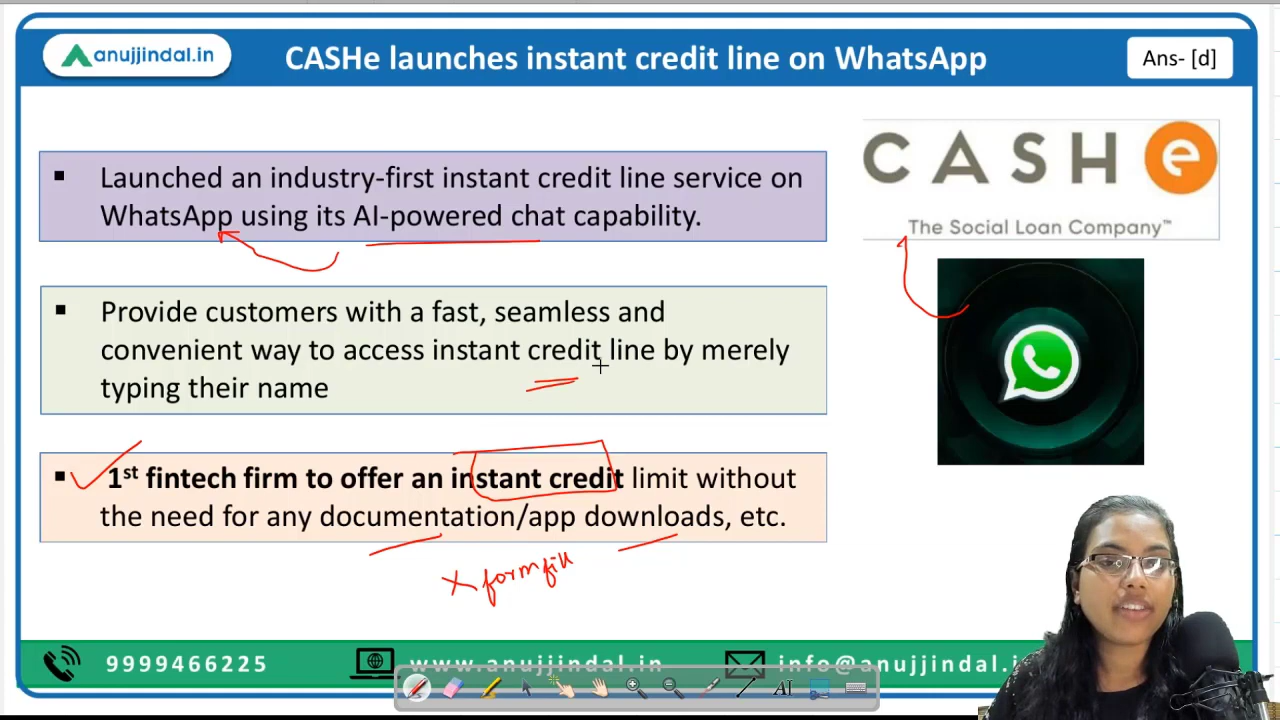 anujjindal.in
CASHe launches instant credit line on WhatsApp
Ans- [d]
▪ Launched an industry-first instant credit line service on
WhatsApp using its AI-powered chat capability.
CASHe
The Social Loan Company™
▪ Provide customers with a fast, seamless and
convenient way to access instant credit line by merely
typing their name
▪ 1st fintech firm to offer an instant credit limit without
the need for any documentation/app downloads, etc.
X form fill
9999466225
www.anujjindal.in
info@anujjindal.i
AI